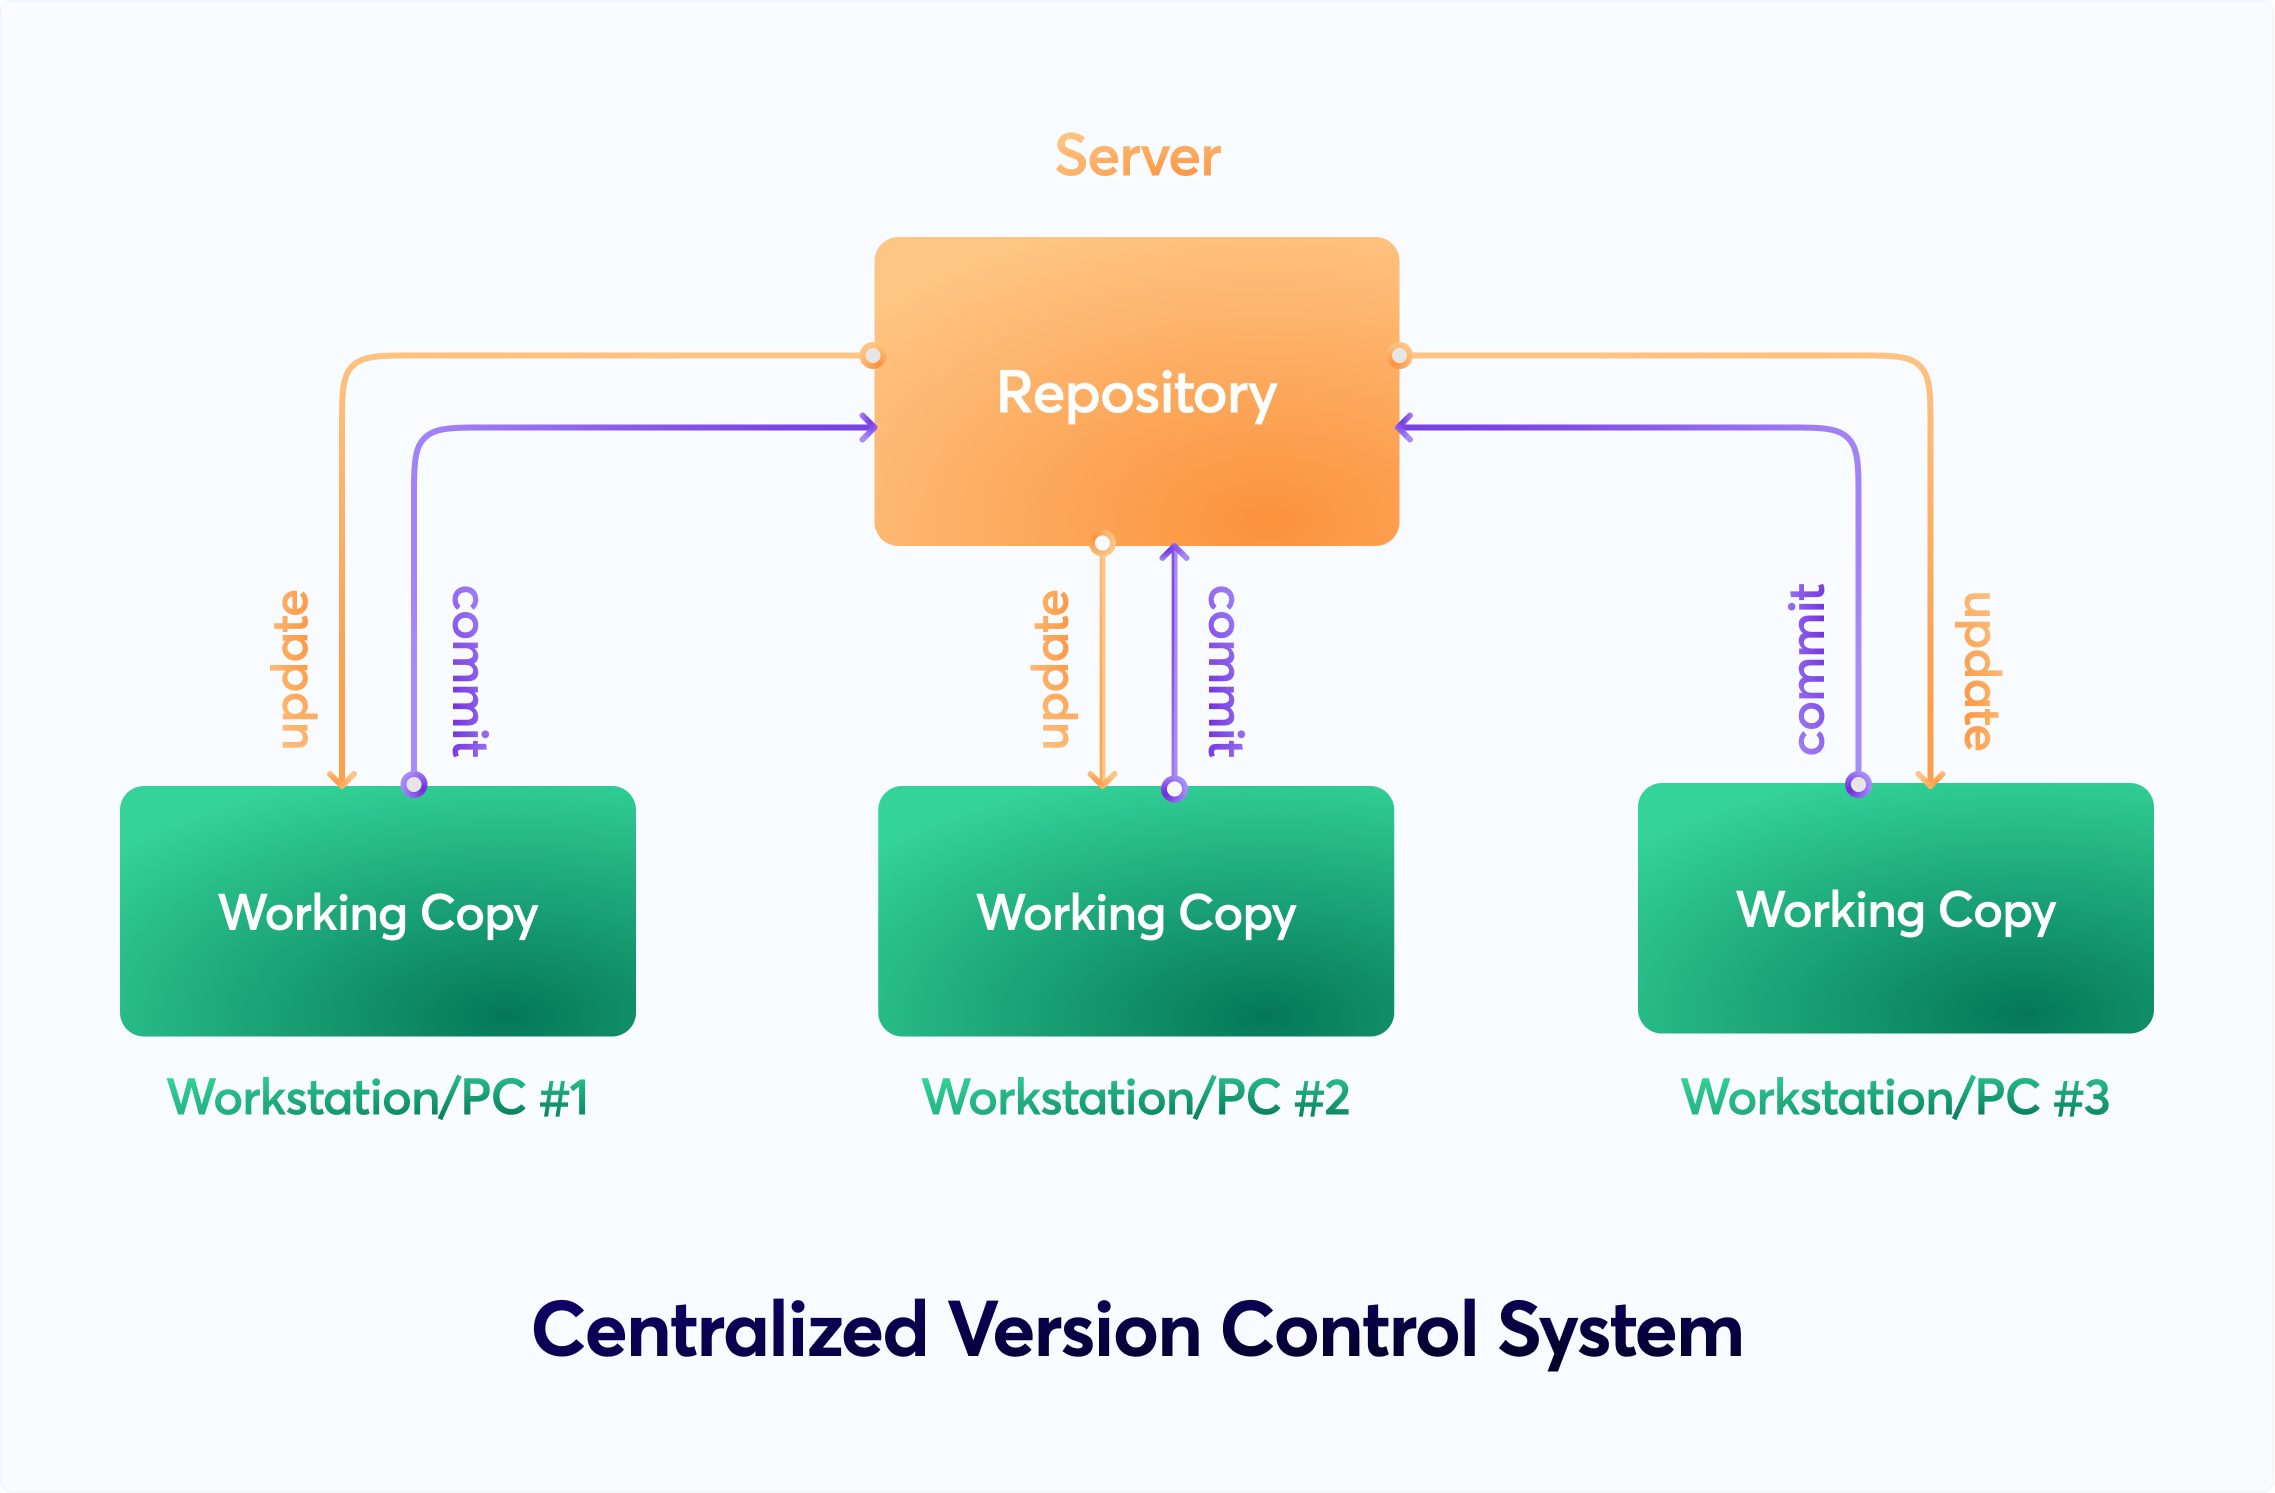 Server
Repository
update
commit
update
commit
commit
update
Working Copy
Working Copy
Working Copy
Workstation/PC #1
Workstation/PC #2
Workstation/PC #3
Centralized Version Control System